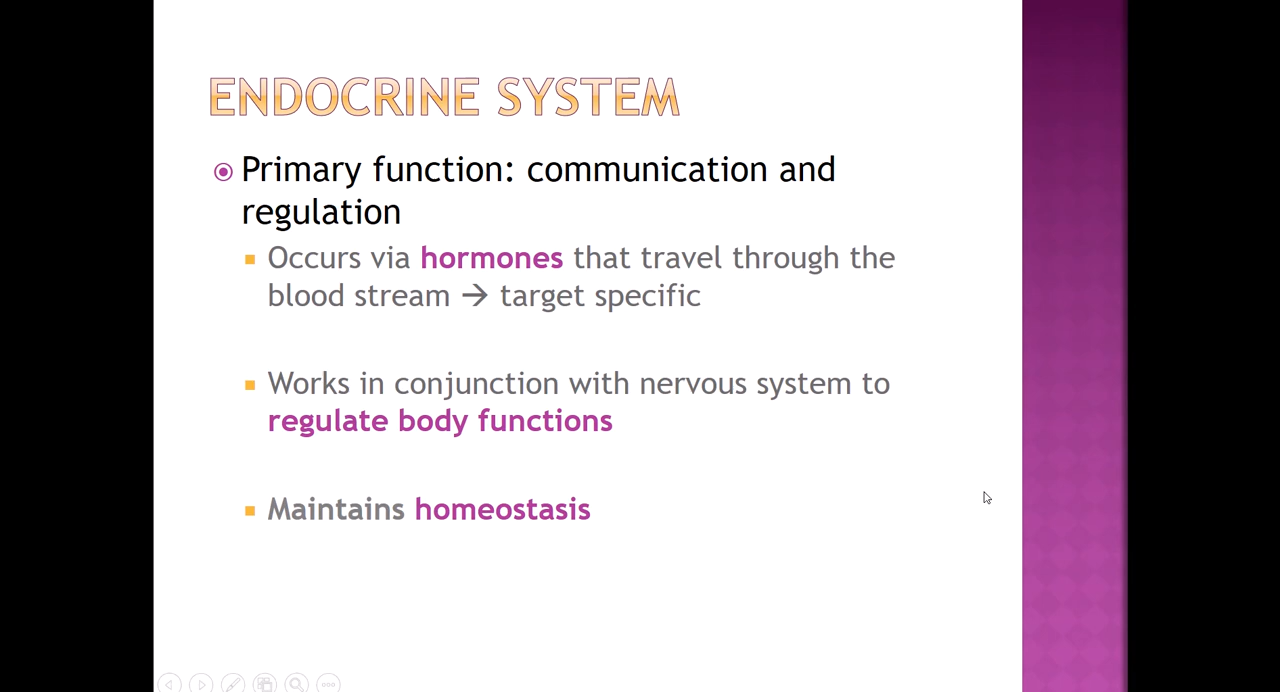 ENDOCRINE SYSTEM
Primary function: communication and
regulation
Occurs via hormones that travel through the
blood stream → target specific
Works in conjunction with nervous system to
regulate body functions
Maintains homeostasis